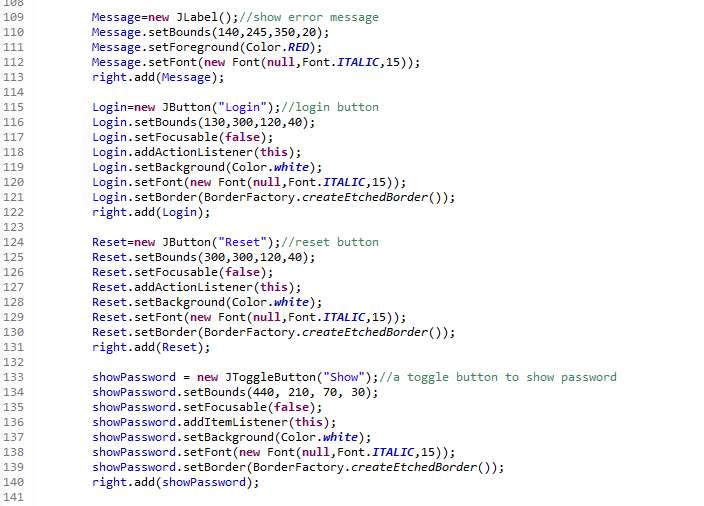 108
109 Message=new JLabel();//show error message
110 Message.setBounds(140,245,350,20);
111 Message.setForeground(Color.RED);
112 Message.setFont(new Font(null,Font.ITALIC,15));
113 right.add(Message);
114
115 Login=new JButton("Login");//login button
116 Login.setBounds(130,300,120,40);
117 Login.setFocusable(false);
118 Login.addActionListener(this);
119 Login.setBackground(Color.white);
120 Login.setFont(new Font(null,Font.ITALIC,15));
121 Login.setBorder(BorderFactory.createEtchedBorder());
122 right.add(Login);
123
124 Reset=new JButton("Reset");//reset button
125 Reset.setBounds(300,300,120,40);
126 Reset.setFocusable(false);
127 Reset.addActionListener(this);
128 Reset.setBackground(Color.white);
129 Reset.setFont(new Font(null,Font.ITALIC,15));
130 Reset.setBorder(BorderFactory.createEtchedBorder());
131 right.add(Reset);
132
133 showPassword = new JToggleButton("Show");//a toggle button to show password
134 showPassword.setBounds(440, 210, 70, 30);
135 showPassword.setFocusable(false);
136 showPassword.addItemListener(this);
137 showPassword.setBackground(Color.white);
138 showPassword.setFont(new Font(null,Font.ITALIC,15));
139 showPassword.setBorder(BorderFactory.createEtchedBorder());
140 right.add(showPassword);
141